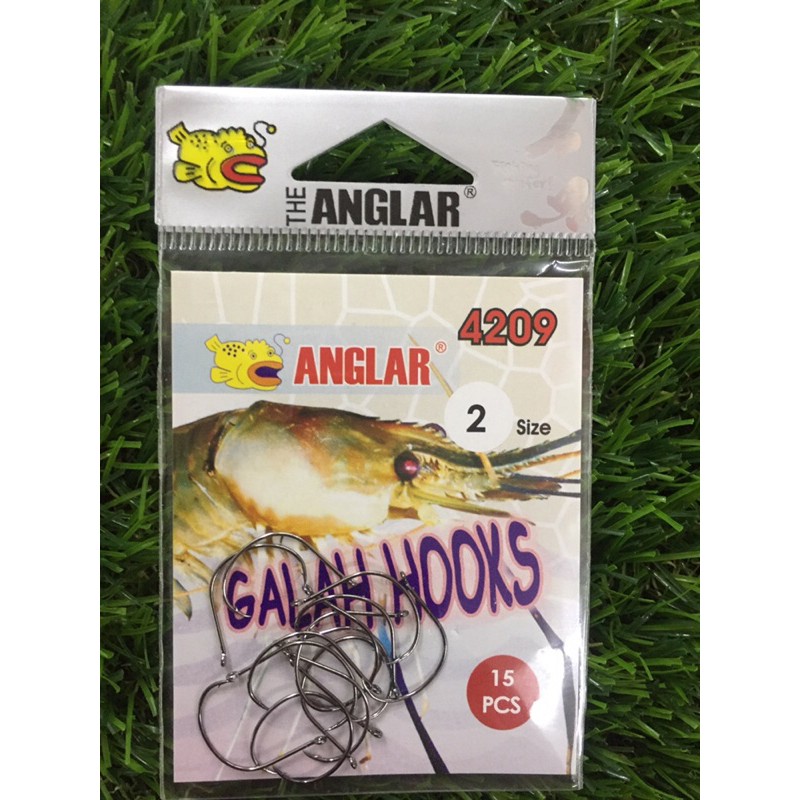 THE ANGLAR®
4209
ANGLAR®
2 Size
GALAH HOOKS
15
PCS